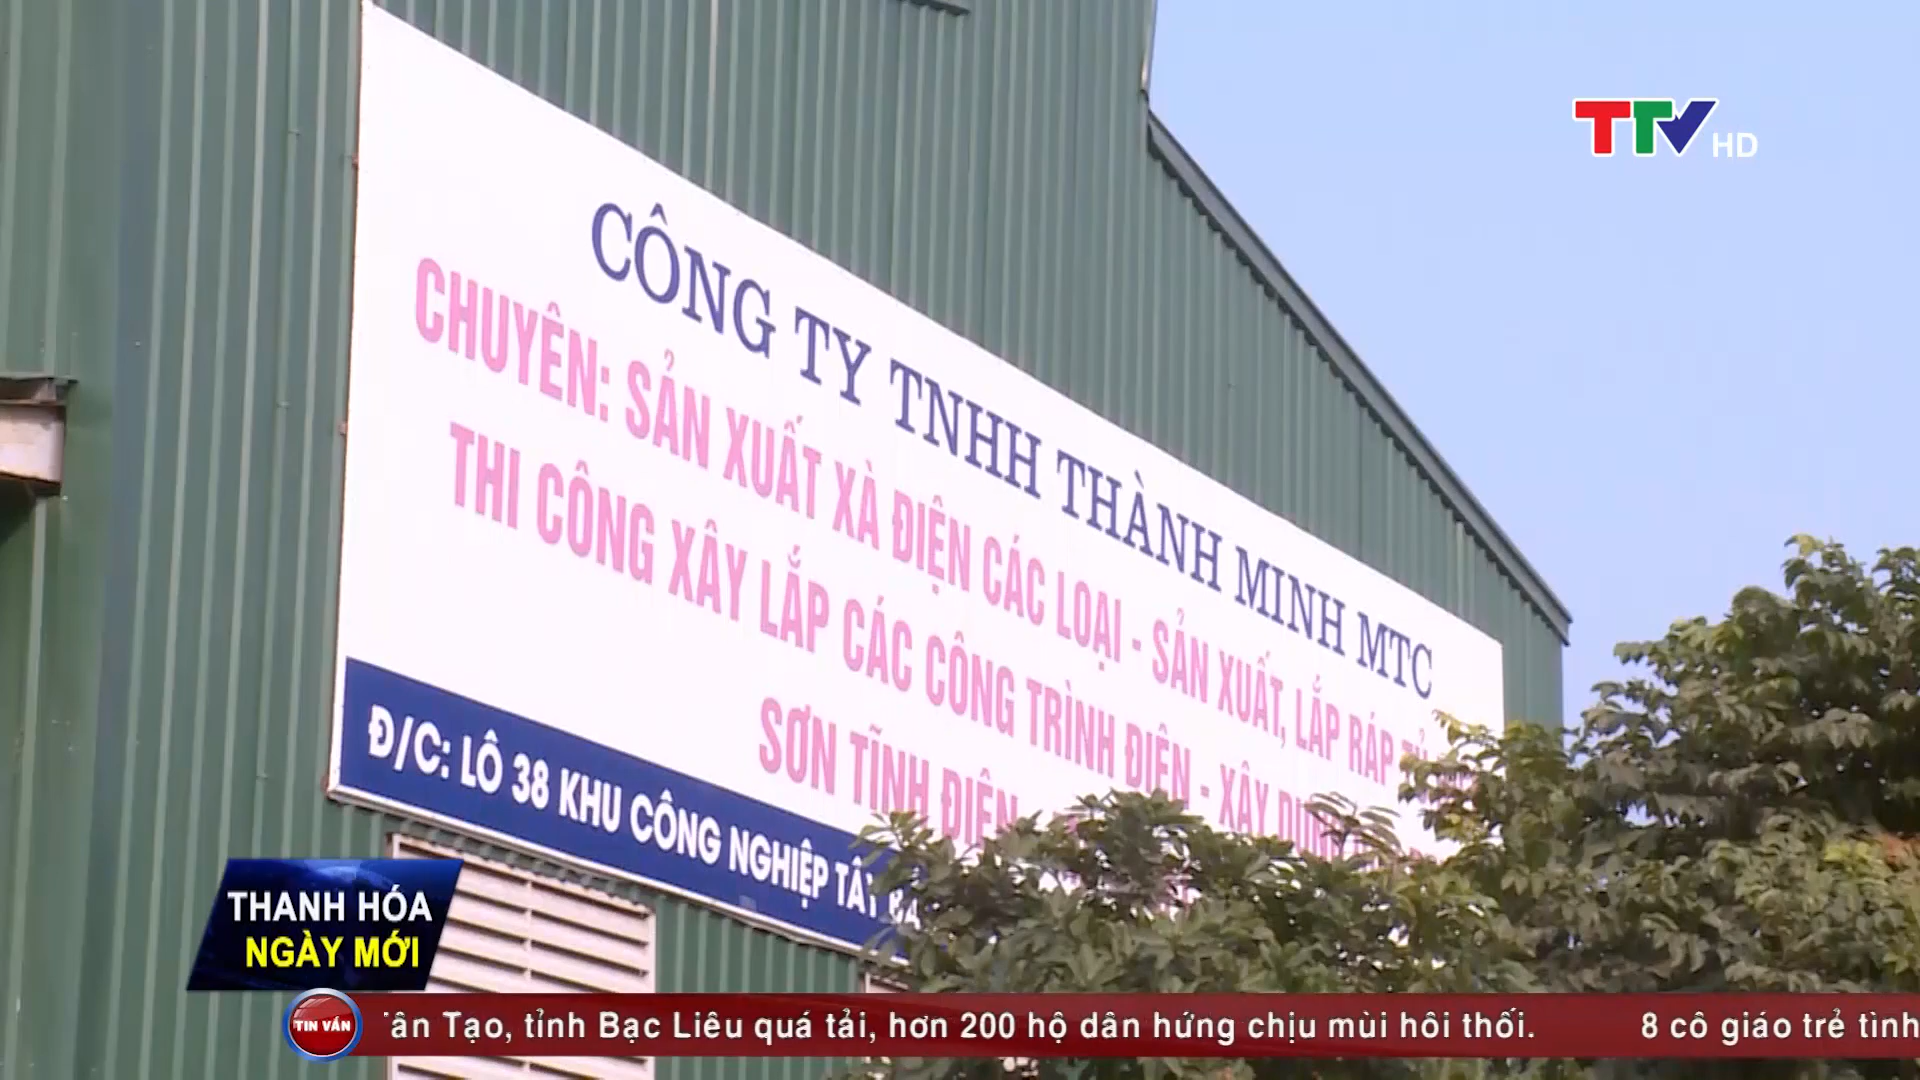 TTV HD
CÔNG TY TNHH THÀNH MINH MTC
CHUYÊN: SẢN XUẤT XÀ ĐIỆN CÁC LOẠI - SẢN XUẤT, LẮP RÁP TỦ
THI CÔNG XÂY LẮP CÁC CÔNG TRÌNH ĐIỆN - XÂY DỰNG
SƠN TĨNH ĐIỆN
Đ/C: LÔ 38 KHU CÔNG NGHIỆP TÂY
THANH HÓA
NGÀY MỚI
TIN VẮN
Tân Tạo, tỉnh Bạc Liêu quá tải, hơn 200 hộ dân hứng chịu mùi hôi thối. 8 cô giáo trẻ tình